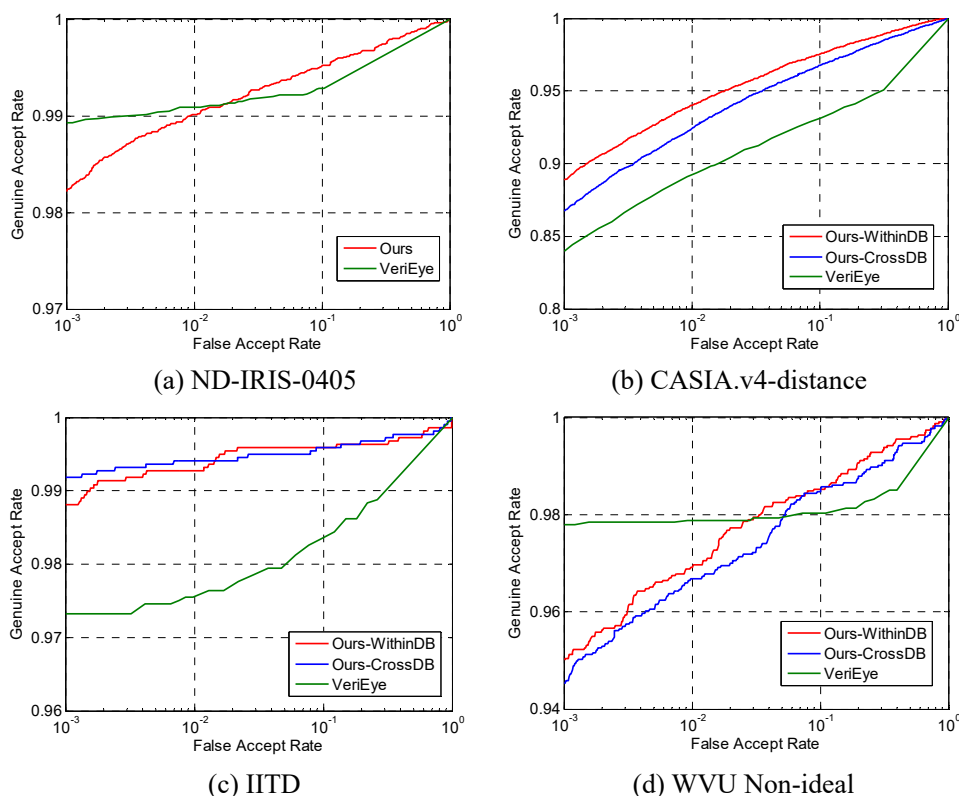 1
0.99
0.98
0.97
10^-3
10^-2
10^-1
10^0
Genuine Accept Rate
False Accept Rate
Ours
VeriEye
(a) ND-IRIS-0405
1
0.95
0.9
0.85
0.8
10^-3
10^-2
10^-1
10^0
Genuine Accept Rate
False Accept Rate
Ours-WithinDB
Ours-CrossDB
VeriEye
(b) CASIA.v4-distance
1
0.99
0.98
0.97
0.96
10^-3
10^-2
10^-1
10^0
Genuine Accept Rate
False Accept Rate
Ours-WithinDB
Ours-CrossDB
VeriEye
(c) IITD
1
0.98
0.96
0.94
10^-3
10^-2
10^-1
10^0
Genuine Accept Rate
False Accept Rate
Ours-WithinDB
Ours-CrossDB
VeriEye
(d) WVU Non-ideal